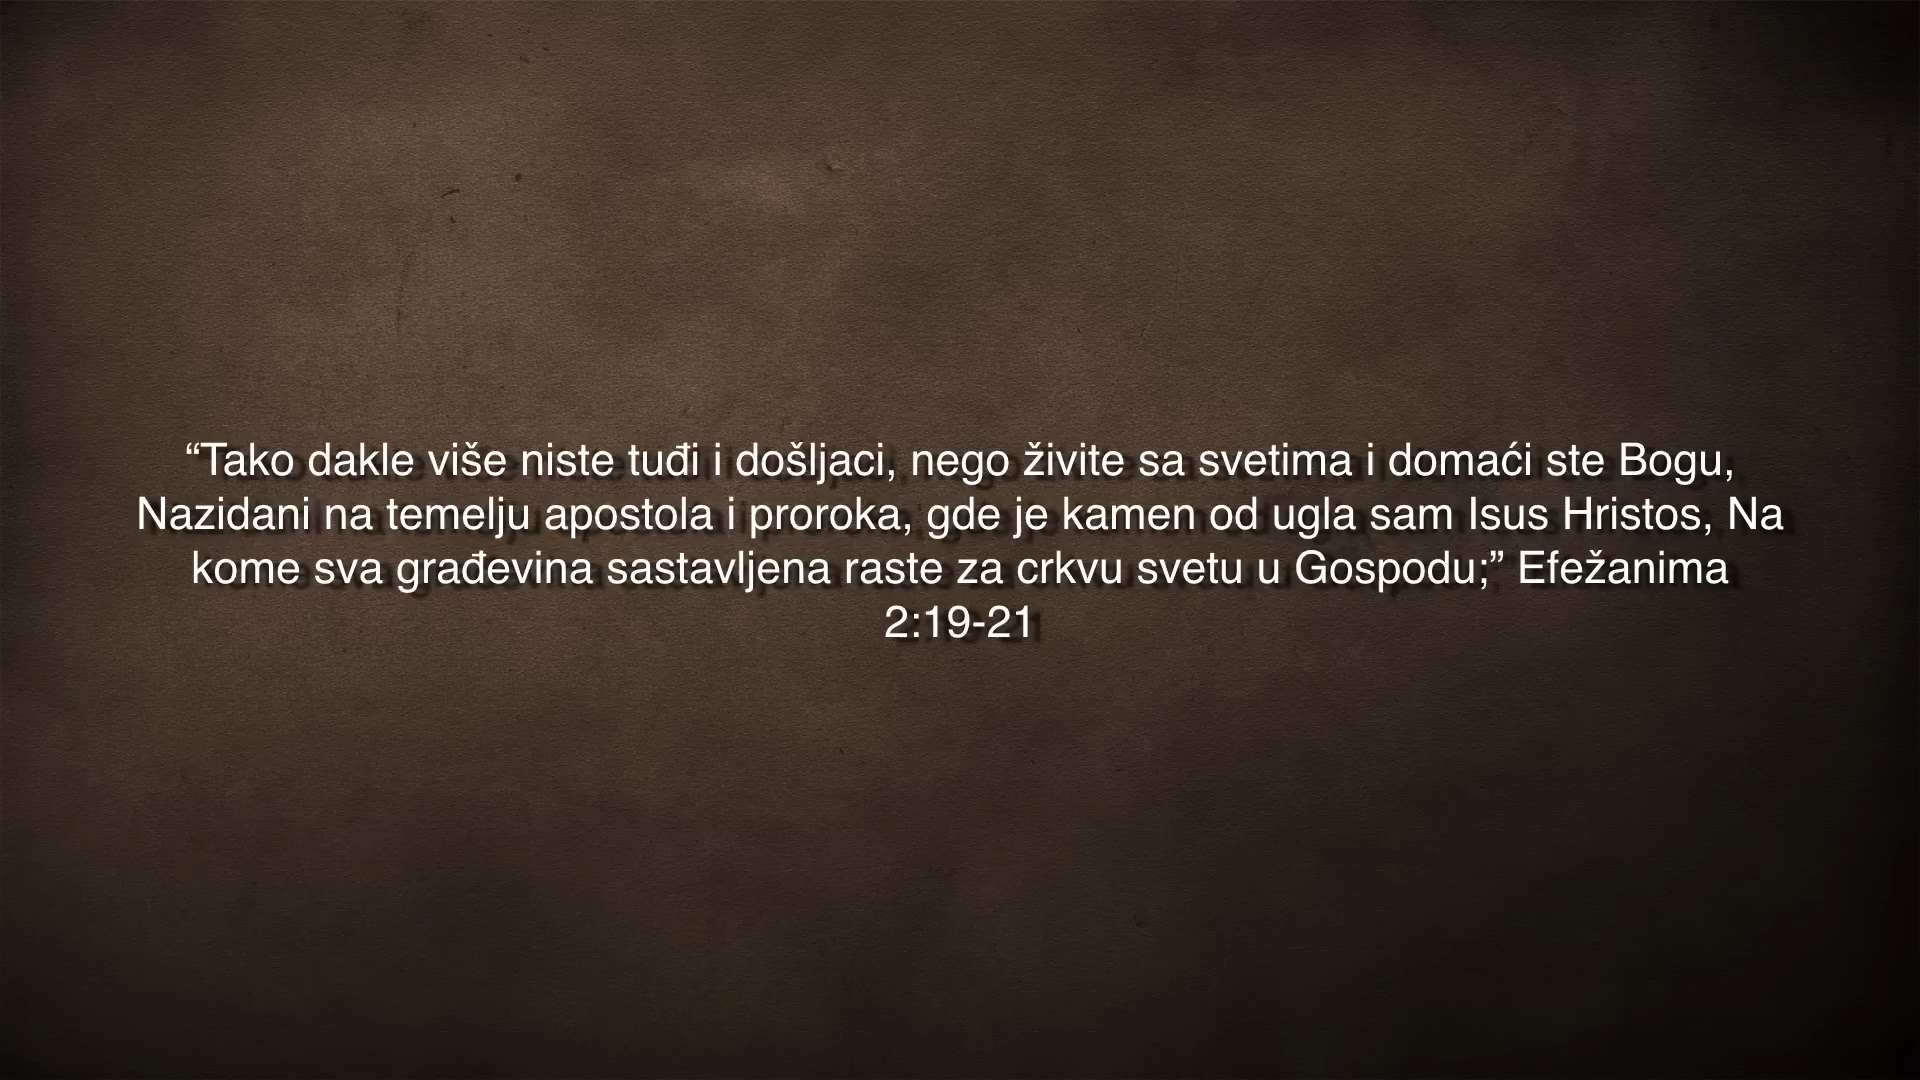 “Tako dakle više niste tuđi i došljaci, nego živite sa svetima i domaći ste Bogu,
Nazidani na temelju apostola i proroka, gde je kamen od ugla sam Isus Hristos, Na
kome sva građevina sastavljena raste za crkvu svetu u Gospodu;” Efežanima
2:19-21